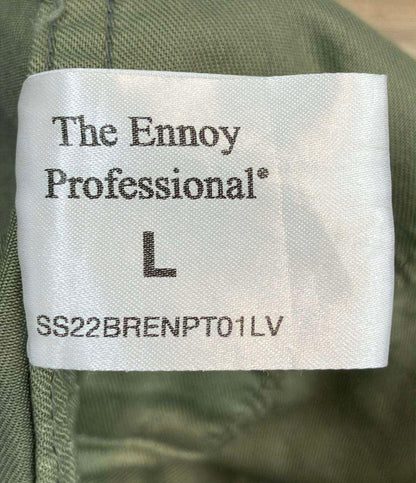 The Ennoy
Professional®
L
SS22BRENPT01LV